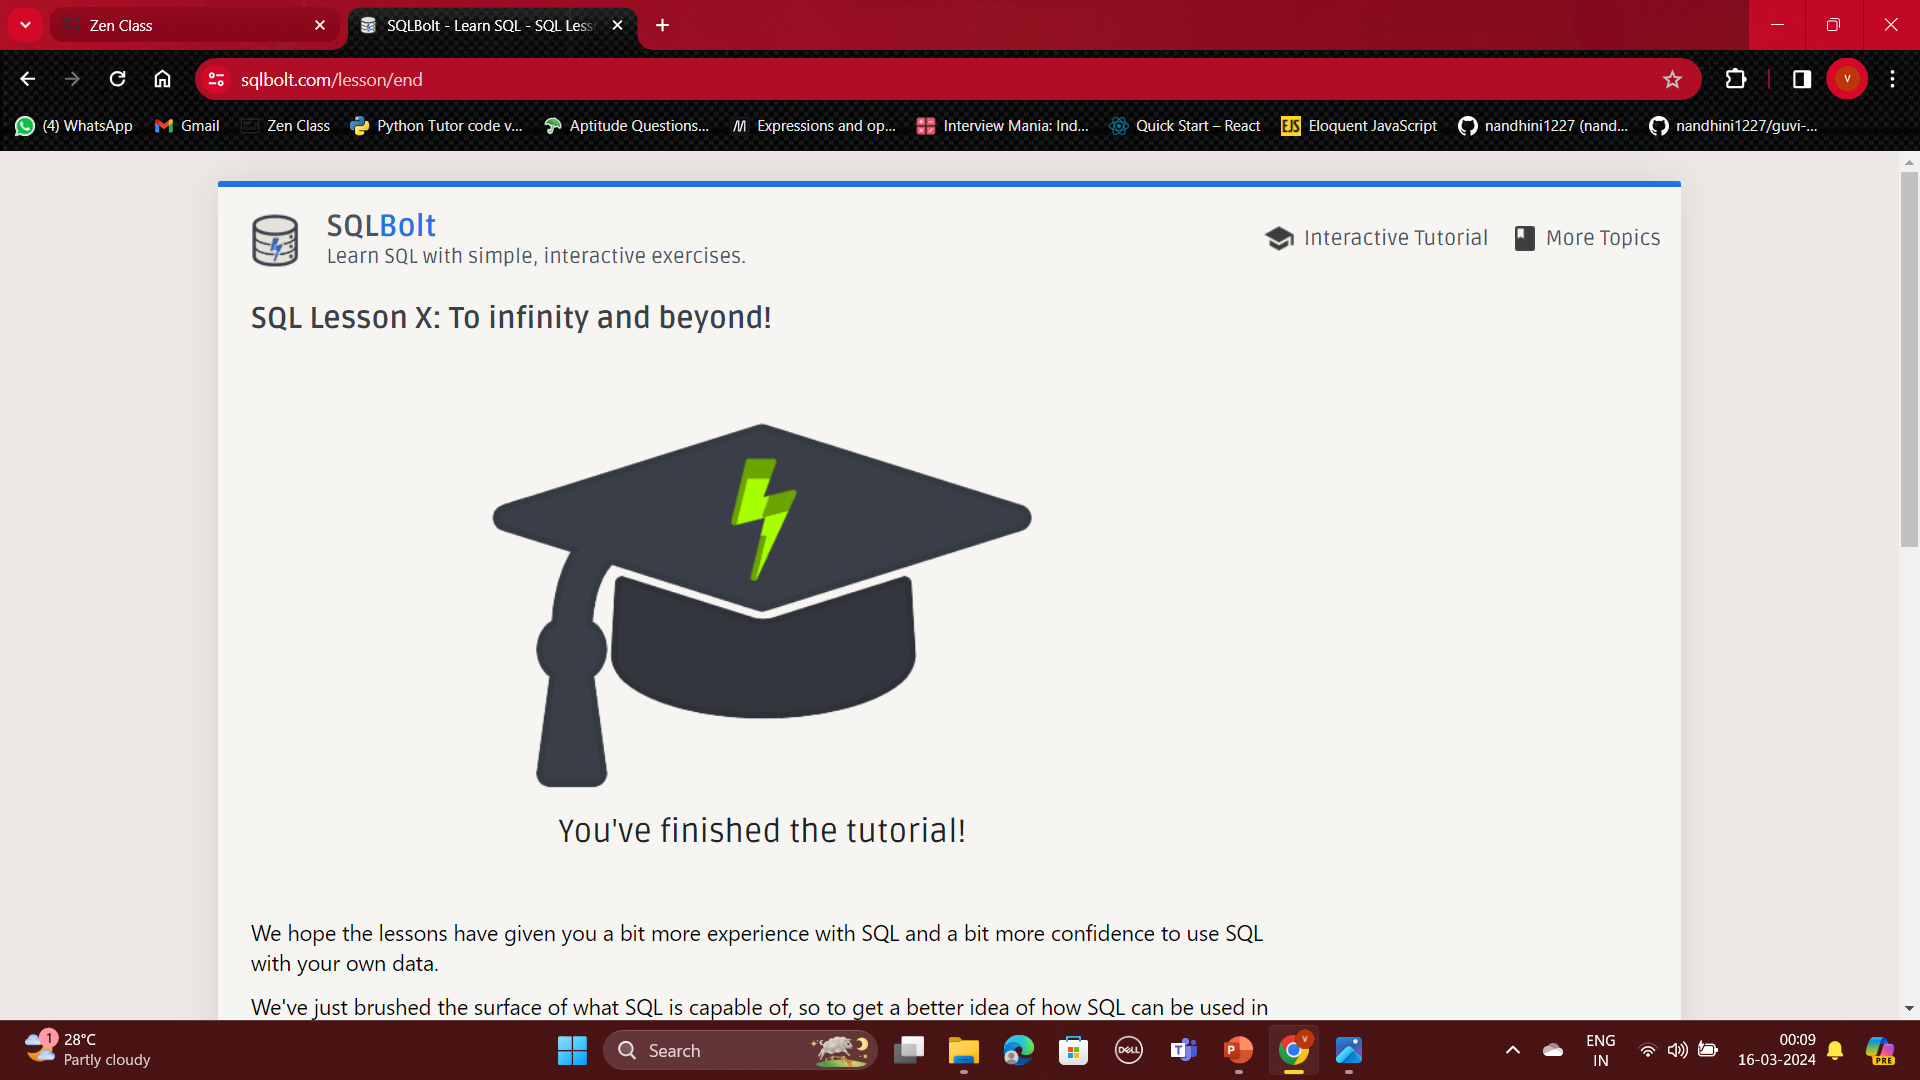 Zen Class
SQLBolt - Learn SQL - SQL Less
sqlbolt.com/lesson/end
V
(4) WhatsApp
Gmail
Zen Class
Python Tutor code v...
Aptitude Questions...
Expressions and op...
Interview Mania: Ind...
Quick Start – React
EJS
Eloquent JavaScript
nandhini1227 (nand...
nandhini1227/guvi-...
SQLBolt
Learn SQL with simple, interactive exercises.
Interactive Tutorial
More Topics
SQL Lesson X: To infinity and beyond!
You've finished the tutorial!
We hope the lessons have given you a bit more experience with SQL and a bit more confidence to use SQL
with your own data.
We've just brushed the surface of what SQL is capable of, so to get a better idea of how SQL can be used in
1
28°C
Partly cloudy
Search
DELL
T
P
V
ENG
IN
00:09
16-03-2024
PRE